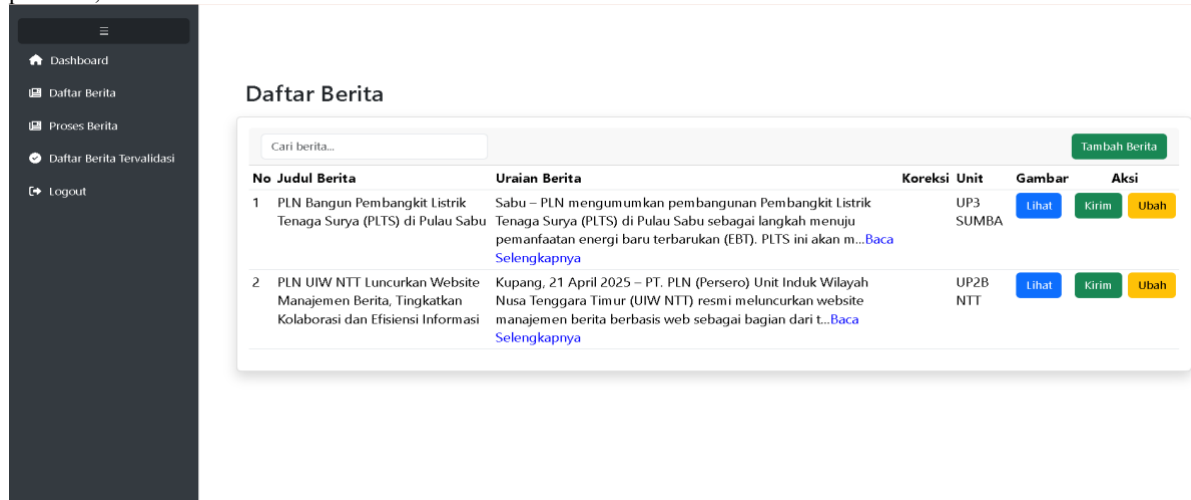 ☰
Dashboard
Daftar Berita
Proses Berita
Daftar Berita Tervalidasi
Logout
Daftar Berita
Cari berita...
Tambah Berita
No Judul Berita Uraian Berita Koreksi Unit Gambar Aksi
1 PLN Bangun Pembangkit Listrik Sabu – PLN mengumumkan pembangunan Pembangkit Listrik UP3 Lihat Kirim Ubah
Tenaga Surya (PLTS) di Pulau Sabu Tenaga Surya (PLTS) di Pulau Sabu sebagai langkah menuju SUMBA
pemanfaatan energi baru terbarukan (EBT). PLTS ini akan m...Baca
Selengkapnya
2 PLN UIW NTT Luncurkan Website Kupang, 21 April 2025 – PT. PLN (Persero) Unit Induk Wilayah UP2B Lihat Kirim Ubah
Manajemen Berita, Tingkatkan Nusa Tenggara Timur (UIW NTT) resmi meluncurkan website NTT
Kolaborasi dan Efisiensi Informasi manajemen berita berbasis web sebagai bagian dari t...Baca
Selengkapnya